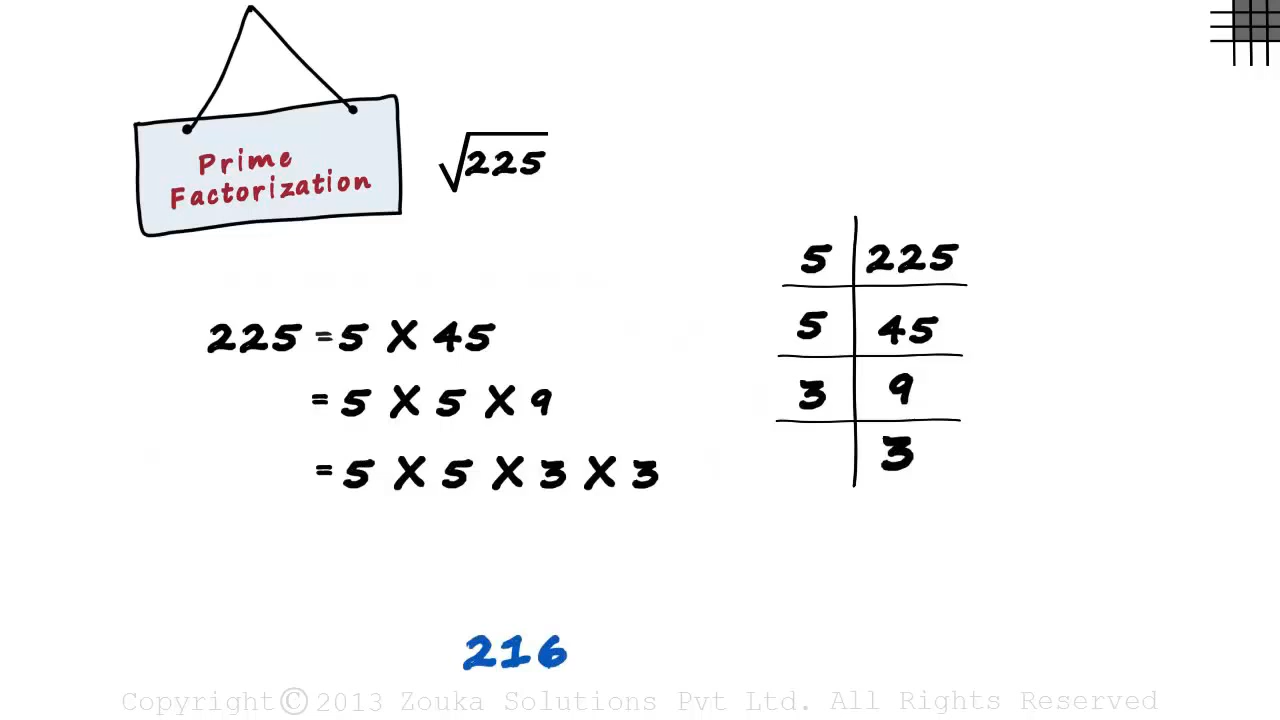 Prime
Factorization
√225
225 = 5 X 45
= 5 X 5 X 9
= 5 X 5 X 3 X 3
5 225
5 45
3 9
3
216
Copyright© 2013 Zouka Solutions Pvt Ltd. All Rights Reserved